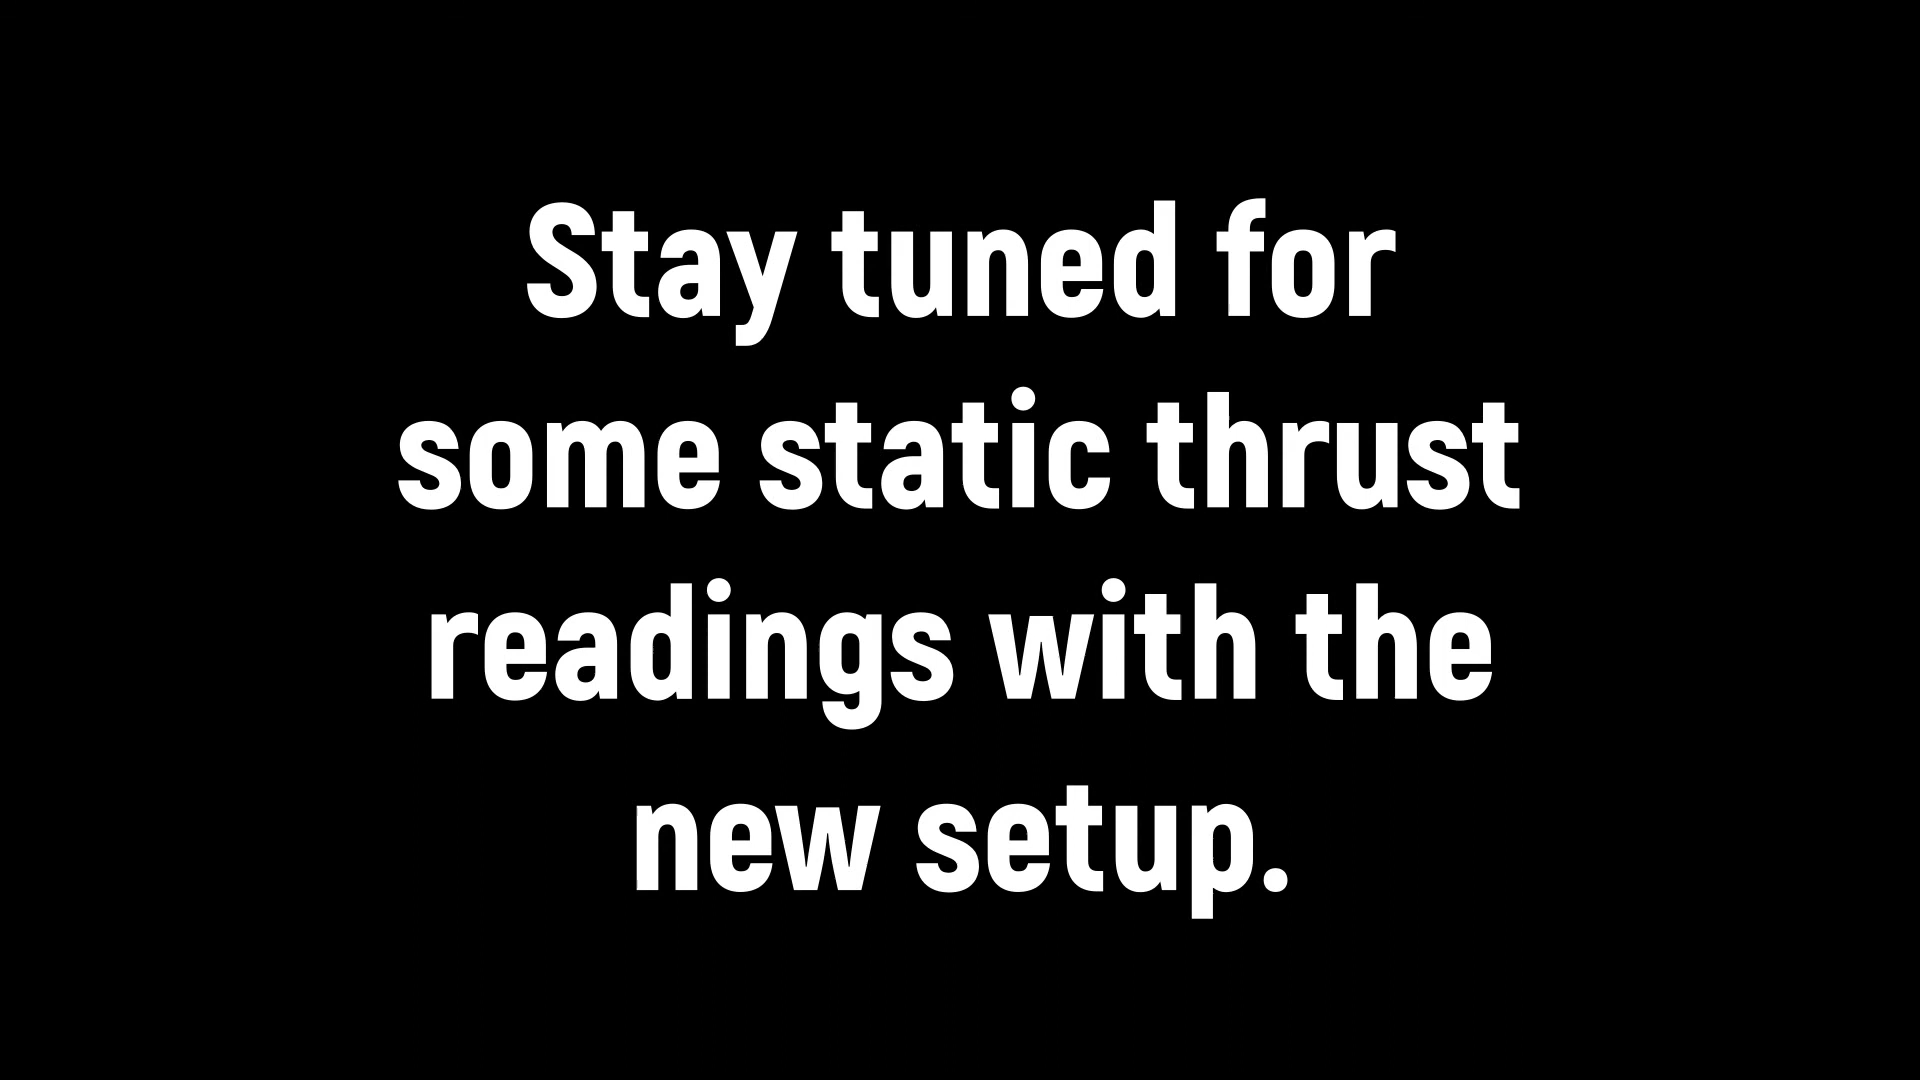 Stay tuned for
some static thrust
readings with the
new setup.